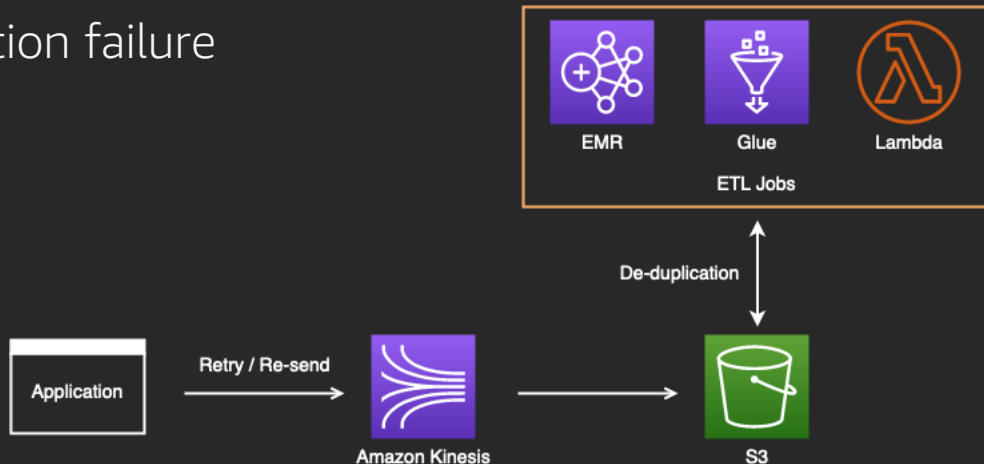 tion failure
EMR
Glue
Lambda
ETL Jobs
De-duplication
Application
Retry / Re-send
Amazon Kinesis
S3